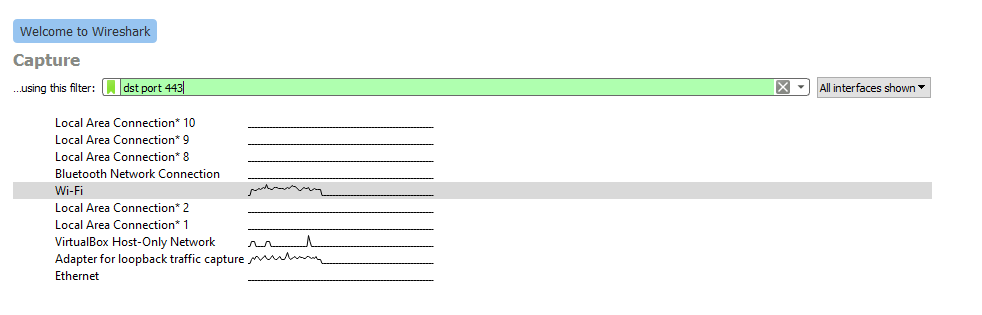 Welcome to Wireshark
Capture
...using this filter: dst port 443 All interfaces shown
Local Area Connection* 10
Local Area Connection* 9
Local Area Connection* 8
Bluetooth Network Connection
Wi-Fi
Local Area Connection* 2
Local Area Connection* 1
VirtualBox Host-Only Network
Adapter for loopback traffic capture
Ethernet